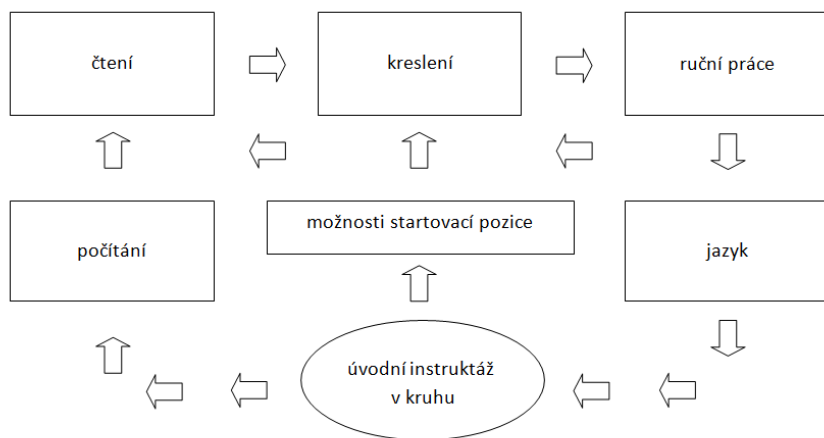 čtení
kreslení
ruční práce
počítání
možnosti startovací pozice
jazyk
úvodní instruktáž
v kruhu